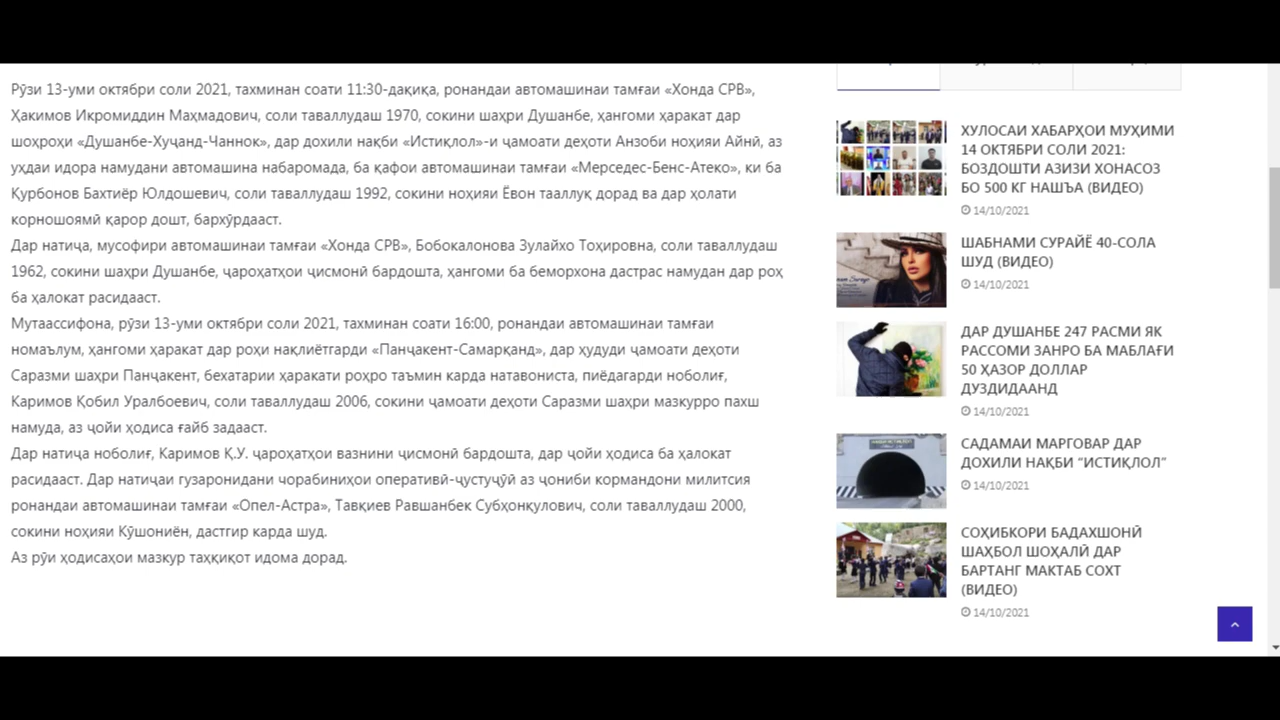 Рӯзи 13-уми октябри соли 2021, тахминан соати 11:30-дақиқа, ронандаи автомашинаи тамғаи «Хонда СРВ»,
Ҳакимов Икромиддин Маҳмадович, соли таваллудаш 1970, сокини шаҳри Душанбе, ҳангоми ҳаракат дар
шоҳроҳи «Душанбе-Хуҷанд-Чаннок», дар дохили нақби «Истиқлол»-и ҷамоати деҳоти Анзоби ноҳияи Айнӣ, аз
уҳдаи идора намудани автомашина набаромада, ба қафои автомашинаи тамғаи «Мерседес-Бенс-Атеко», ки ба
Қурбонов Бахтиёр Юлдошевич, соли таваллудаш 1992, сокини ноҳияи Ёвон тааллуқ дорад ва дар ҳолати
корношоямӣ қарор дошт, бархӯрдааст.
Дар натиҷа, мусофири автомашинаи тамғаи «Хонда СРВ», Бобокалонова Зулайхо Тоҳировна, соли таваллудаш
1962, сокини шаҳри Душанбе, ҷароҳатҳои ҷисмонӣ бардошта, ҳангоми ба беморхона дастрас намудан дар роҳ
ба ҳалокат расидааст.
Мутаассифона, рӯзи 13-уми октябри соли 2021, тахминан соати 16:00, ронандаи автомашинаи тамғаи
номаълум, ҳангоми ҳаракат дар роҳи нақлиётгарди «Панҷакент-Самарқанд», дар ҳудуди ҷамоати деҳоти
Саразми шаҳри Панҷакент, бехатарии ҳаракати роҳро таъмин карда натавониста, пиёдагарди ноболиғ,
Каримов Қобил Уралбоевич, соли таваллудаш 2006, сокини ҷамоати деҳоти Саразми шаҳри мазкурро пахш
намуда, аз ҷойи ҳодиса ғайб задааст.
Дар натиҷа ноболиғ, Каримов Қ.У. ҷароҳатҳои вазнини ҷисмонӣ бардошта, дар ҷойи ҳодиса ба ҳалокат
расидааст. Дар натиҷаи гузаронидани чорабиниҳои оперативӣ-ҷустуҷӯӣ аз ҷониби кормандони милитсия
ронандаи автомашинаи тамғаи «Опел-Астра», Тавқиев Равшанбек Субҳонқулович, соли таваллудаш 2000,
сокини ноҳияи Кӯшониён, дастгир карда шуд.
Аз рӯи ҳодисаҳои мазкур таҳқиқот идома дорад.
ХУЛОСАИ ХАБАРҲОИ МУҲИМИ
14 ОКТЯБРИ СОЛИ 2021:
БОЗДОШТИ АЗИЗИ ХОНАСОЗ
БО 500 КГ НАШЪА (ВИДЕО)
14/10/2021
ШАБНАМИ СУРАЙЁ 40-СОЛА
ШУД (ВИДЕО)
14/10/2021
ДАР ДУШАНБЕ 247 РАСМИ ЯК
РАССОМИ ЗАНРО БА МАБЛАҒИ
50 ҲАЗОР ДОЛЛАР
ДУЗДИДААНД
14/10/2021
САДАМАИ МАРГОВАР ДАР
ДОХИЛИ НАҚБИ “ИСТИҚЛОЛ”
14/10/2021
СОҲИБКОРИ БАДАХШОНӢ
ШАҲБОЛ ШОҲАЛӢ ДАР
БАРТАНГ МАКТАБ СОХТ
(ВИДЕО)
14/10/2021